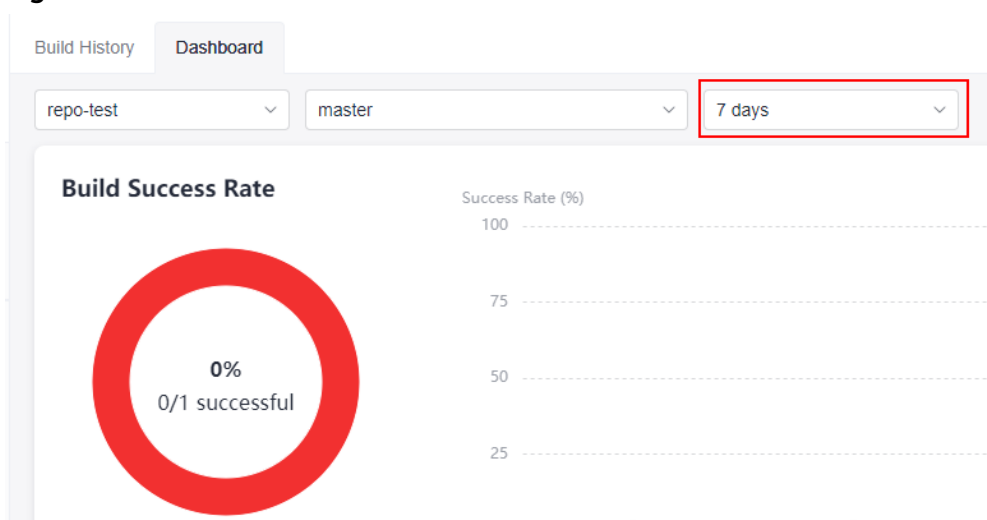 Build History Dashboard
repo-test master 7 days
Build Success Rate
Success Rate (%)
100
75
0%
50
0/1 successful
25